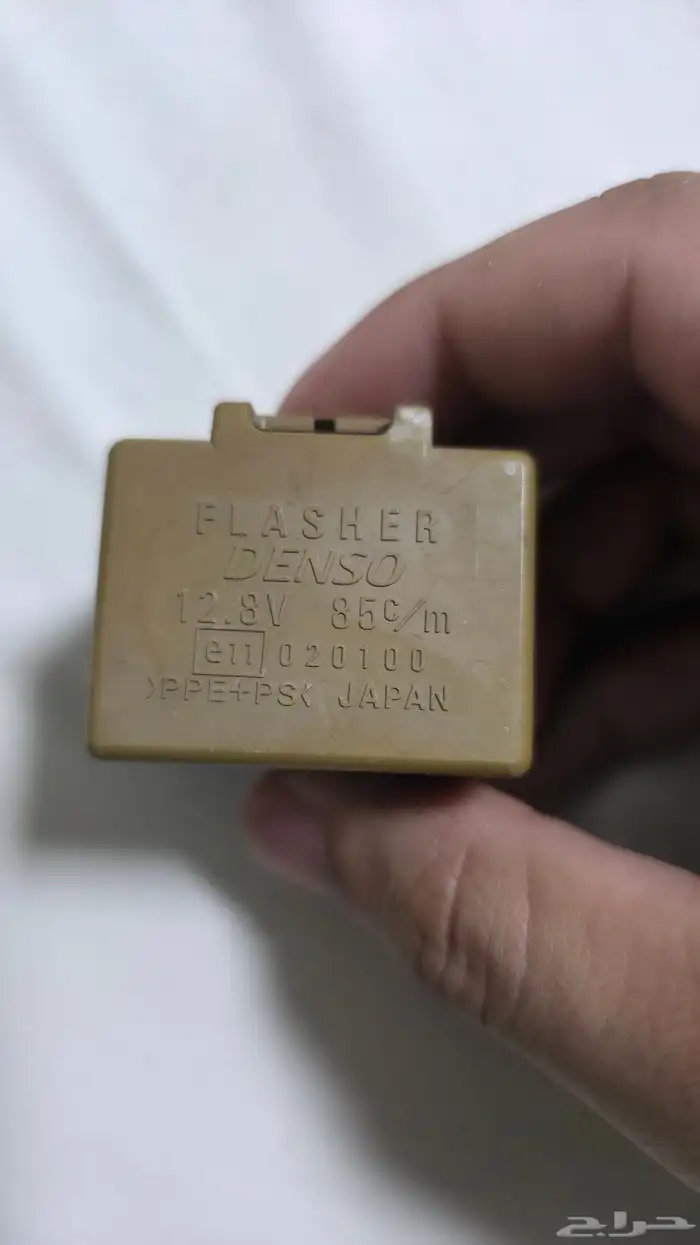 FLASHER
DENSO
12.8V 85c/m
e11 020100
>PPE+PS< JAPAN
حراج